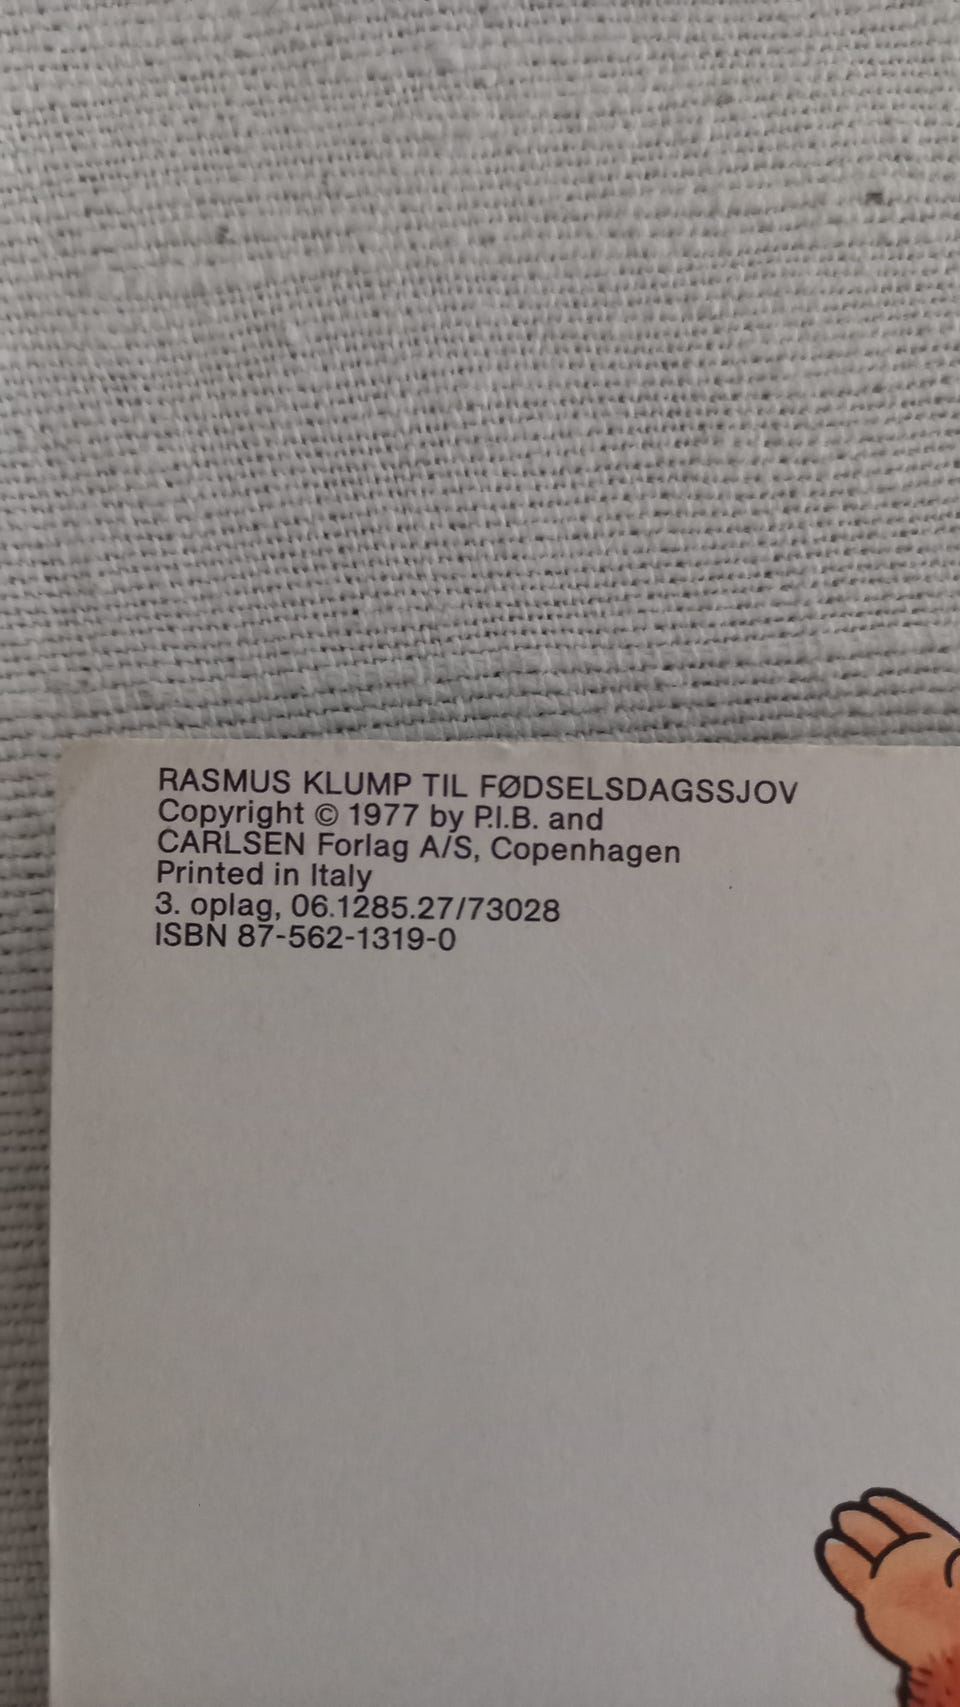 RASMUS KLUMP TIL FØDSELSDAGSSJOV
Copyright © 1977 by P.I.B. and
CARLSEN Forlag A/S, Copenhagen
Printed in Italy
3. oplag, 06.1285.27/73028
ISBN 87-562-1319-0